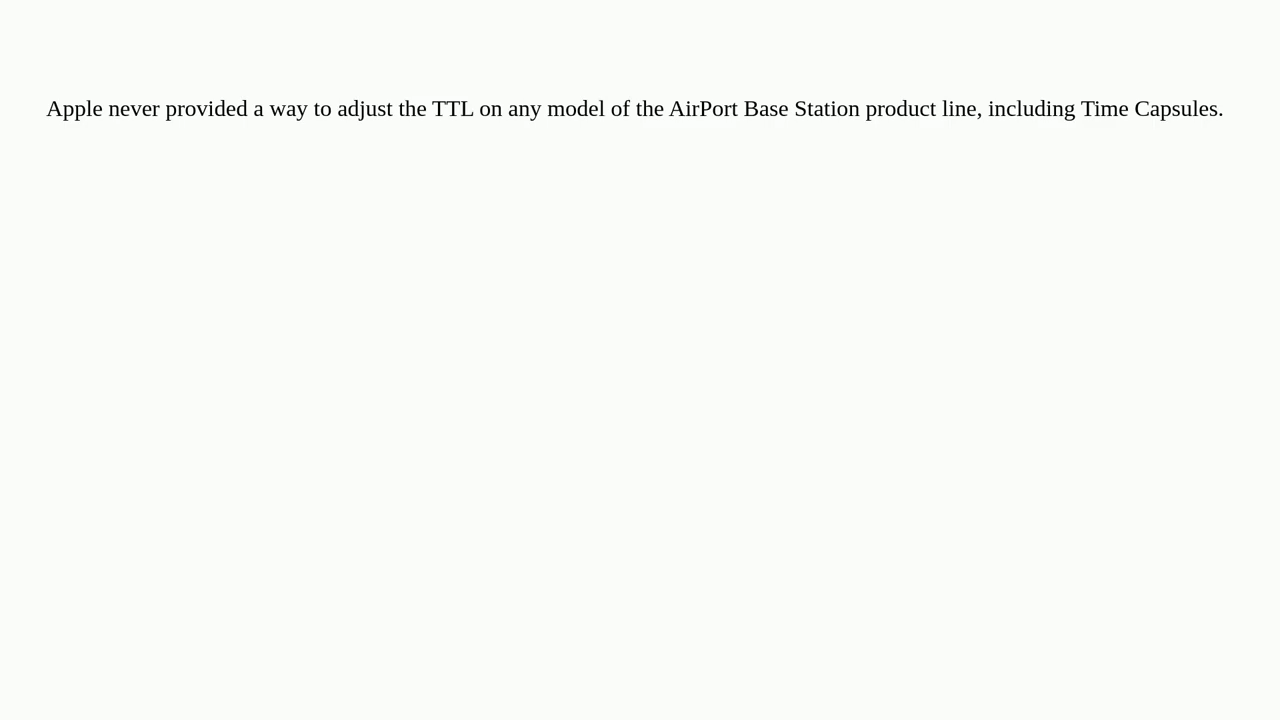 Apple never provided a way to adjust the TTL on any model of the AirPort Base Station product line, including Time Capsules.